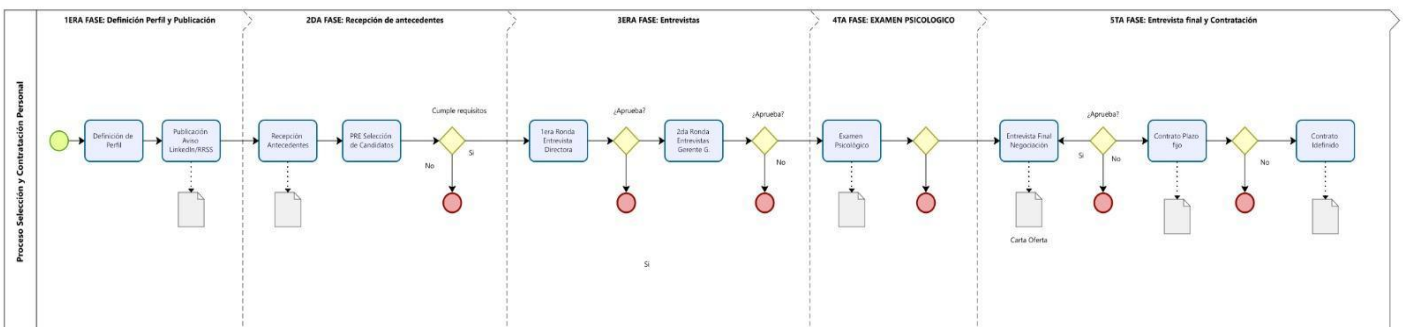 Proceso Selección y Contratación Personal
1ERA FASE: Definición Perfil y Publicación
2DA FASE: Recepción de antecedentes
3ERA FASE: Entrevistas
4TA FASE: EXAMEN PSICOLOGICO
5TA FASE: Entrevista final y Contratación
Definición de
Perfil
Publicación
Aviso
LinkedIn/RRSS
Recepción
Antecedentes
PRE Selección
de Candidatos
Cumple requisitos
Si
No
1era Ronda
Entrevista
Directora
¿Aprueba?
2da Ronda
Entrevistas
Gerente G.
¿Aprueba?
No
Si
Examen
Psicológico
Entrevista Final
Negociación
Carta Oferta
¿Aprueba?
Si
No
Contrato Plazo
fijo
No
Contrato
Idefinido